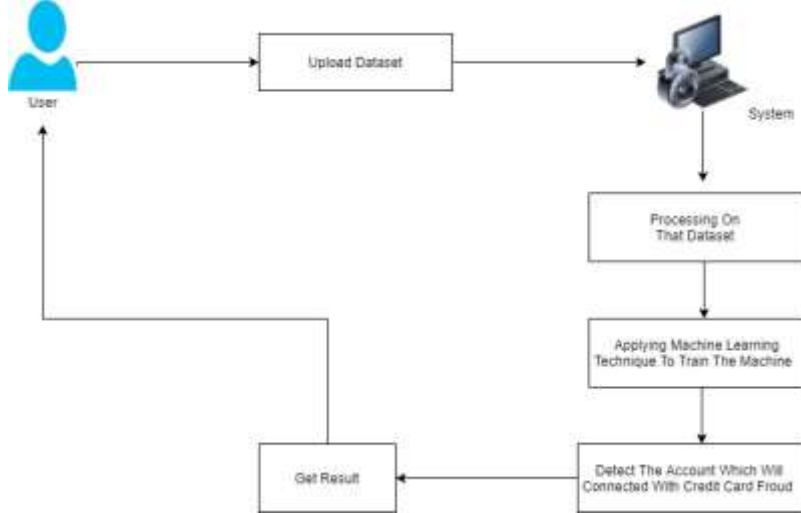 Upload Dataset
User
System
Processing On
That Dataset
Applying Machine Learning
Technique To Train The Machine
Get Result
Detect The Account Which Will
Connected With Credit Card Froud